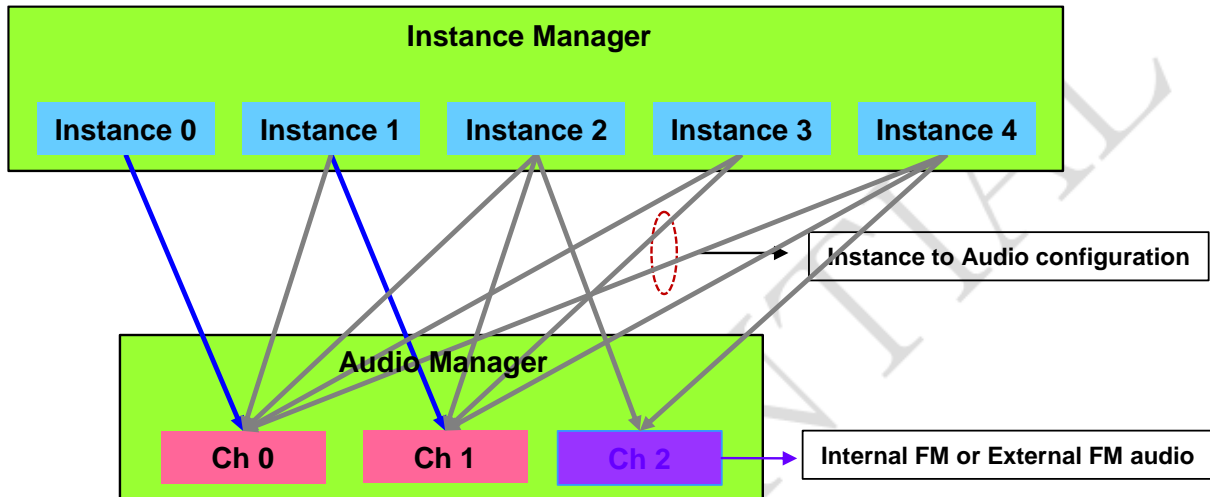 Instance Manager
Instance 0
Instance 1
Instance 2
Instance 3
Instance 4
Instance to Audio configuration
Audio Manager
Ch 0
Ch 1
Ch 2
Internal FM or External FM audio
NTIAL